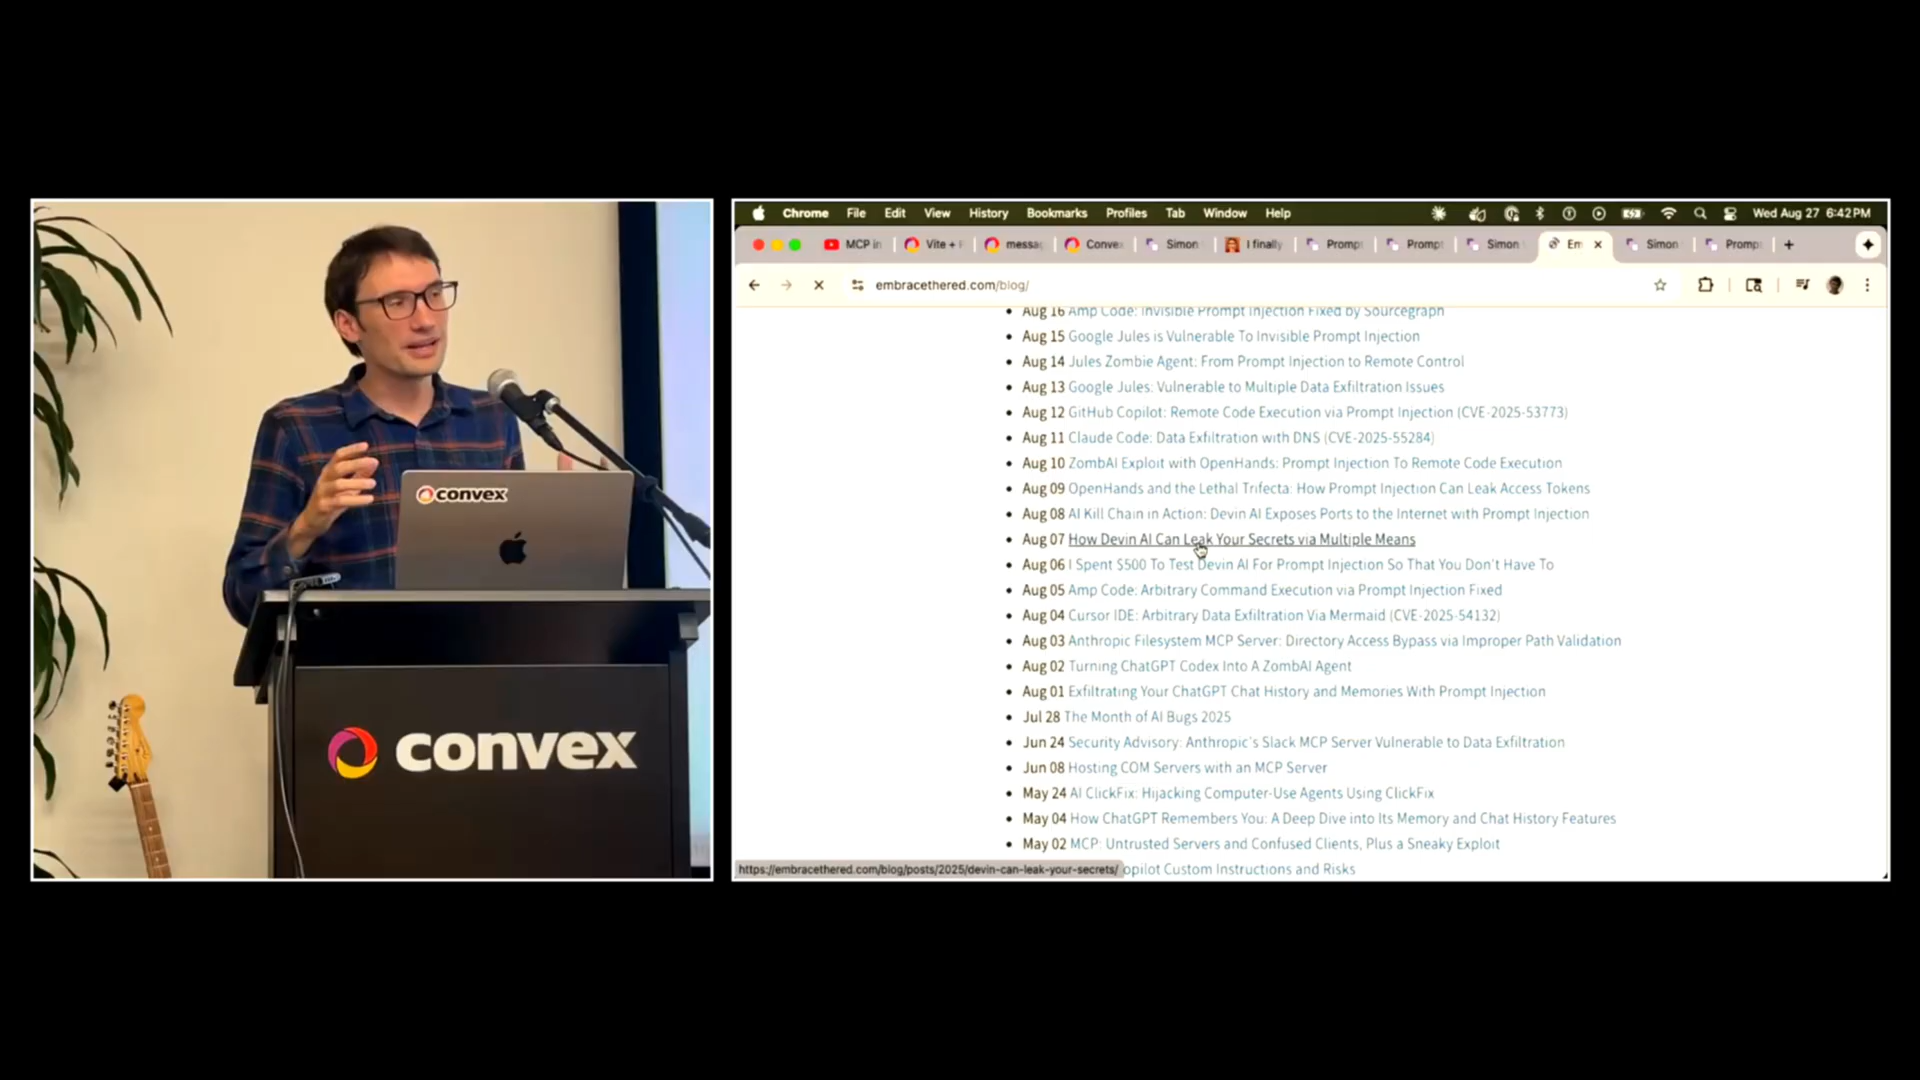 convex
convex
Chrome File Edit View History Bookmarks Profiles Tab Window Help Wed Aug 27 6:42 PM
MCP in Vite + messa Conve Simon I finally Promp Promp Simon Em Simon Promp
embracethered.com/blog/
Aug 16 Amp Code: Invisible Prompt Injection Fixed by Sourcegraph
Aug 15 Google Jules is Vulnerable To Invisible Prompt Injection
Aug 14 Jules Zombie Agent: From Prompt Injection to Remote Control
Aug 13 Google Jules: Vulnerable to Multiple Data Exfiltration Issues
Aug 12 GitHub Copilot: Remote Code Execution via Prompt Injection (CVE-2025-53773)
Aug 11 Claude Code: Data Exfiltration with DNS (CVE-2025-55284)
Aug 10 ZombAI Exploit with OpenHands: Prompt Injection To Remote Code Execution
Aug 09 OpenHands and the Lethal Trifecta: How Prompt Injection Can Leak Access Tokens
Aug 08 AI Kill Chain in Action: Devin AI Exposes Ports to the Internet with Prompt Injection
Aug 07 How Devin AI Can Leak Your Secrets via Multiple Means
Aug 06 I Spent $500 To Test Devin AI For Prompt Injection So That You Don't Have To
Aug 05 Amp Code: Arbitrary Command Execution via Prompt Injection Fixed
Aug 04 Cursor IDE: Arbitrary Data Exfiltration Via Mermaid (CVE-2025-54132)
Aug 03 Anthropic Filesystem MCP Server: Directory Access Bypass via Improper Path Validation
Aug 02 Turning ChatGPT Codex Into A ZombAI Agent
Aug 01 Exfiltrating Your ChatGPT Chat History and Memories With Prompt Injection
Jul 28 The Month of AI Bugs 2025
Jun 24 Security Advisory: Anthropic's Slack MCP Server Vulnerable to Data Exfiltration
Jun 08 Hosting COM Servers with an MCP Server
May 24 AI ClickFix: Hijacking Computer-Use Agents Using ClickFix
May 04 How ChatGPT Remembers You: A Deep Dive into Its Memory and Chat History Features
May 02 MCP: Untrusted Servers and Confused Clients, Plus a Sneaky Exploit
https://embracethered.com/blog/posts/2025/devin-can-leak-your-secrets/ opilot Custom Instructions and Risks